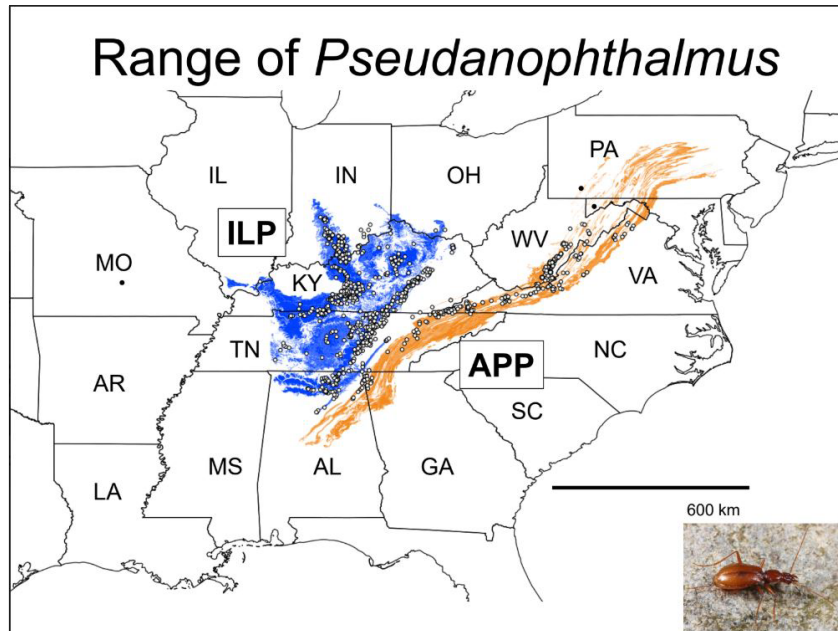 Range of Pseudanophthalmus
PA
IL
IN
OH
ILP
WV
MO
KY
VA
TN
NC
APP
AR
SC
MS
AL
GA
LA
600 km